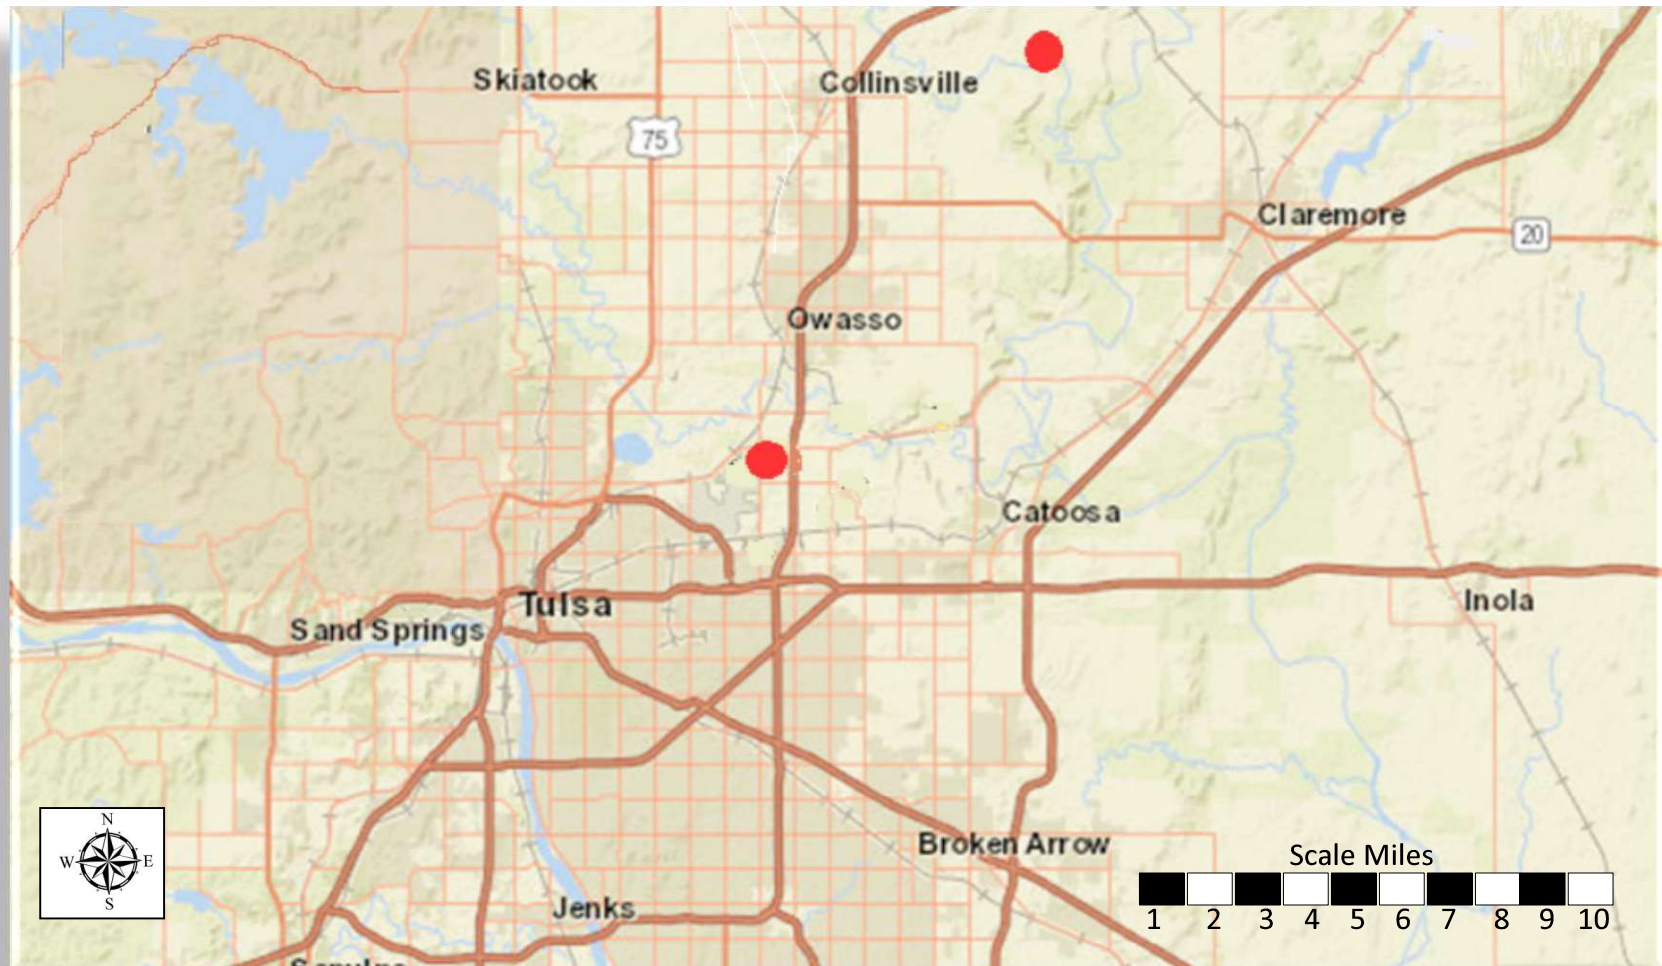 Skiatook
Collinsville
75
Claremore
20
Owasso
Catoosa
Tulsa
Inola
Sand Springs
N
W E
S
Broken Arrow
Scale Miles
1 2 3 4 5 6 7 8 9 10
Jenks
Sapulpa